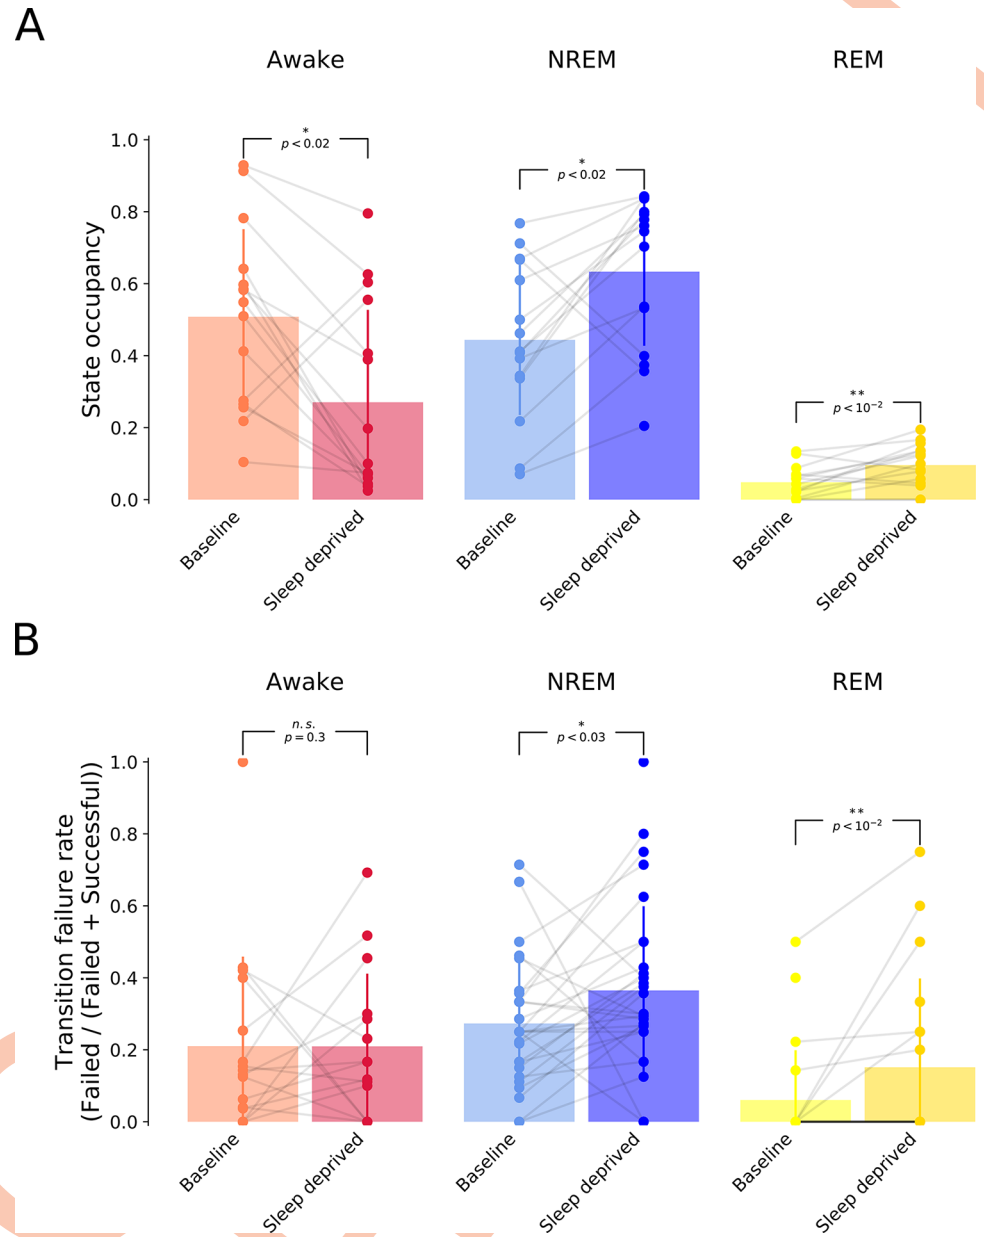 A
Awake NREM REM
*
p < 0.02
*
p < 0.02
**
p < 10⁻²
State occupancy
1.0
0.8
0.6
0.4
0.2
0.0
Baseline Sleep deprived Baseline Sleep deprived Baseline Sleep deprived
B
Awake NREM REM
n.s.
p = 0.3
*
p < 0.03
**
p < 10⁻²
Transition failure rate
(Failed / (Failed + Successful))
1.0
0.8
0.6
0.4
0.2
0.0
Baseline Sleep deprived Baseline Sleep deprived Baseline Sleep deprived